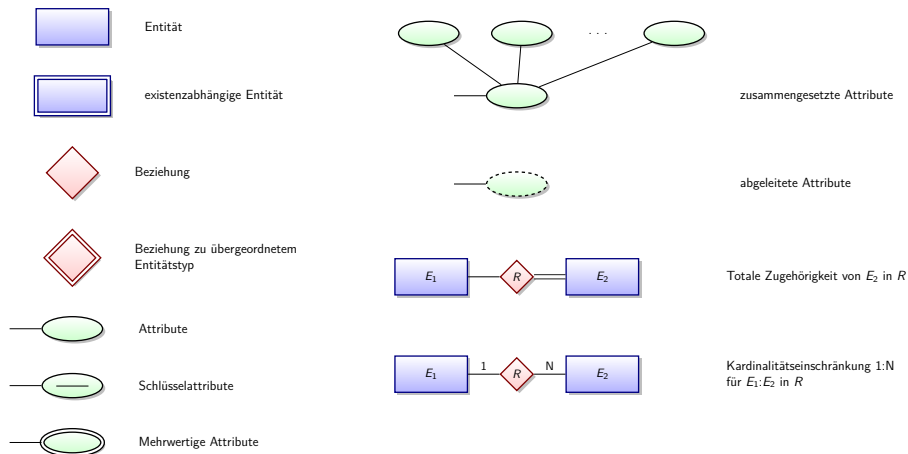 Entität
existenzabhängige Entität
Beziehung
Beziehung zu übergeordnetem
Entitätstyp
Attribute
Schlüsselattribute
Mehrwertige Attribute
. . .
zusammengesetzte Attribute
abgeleitete Attribute
E₁ R E₂
Totale Zugehörigkeit von E₂ in R
E₁ 1 R N E₂
Kardinalitätseinschränkung 1:N
für E₁:E₂ in R